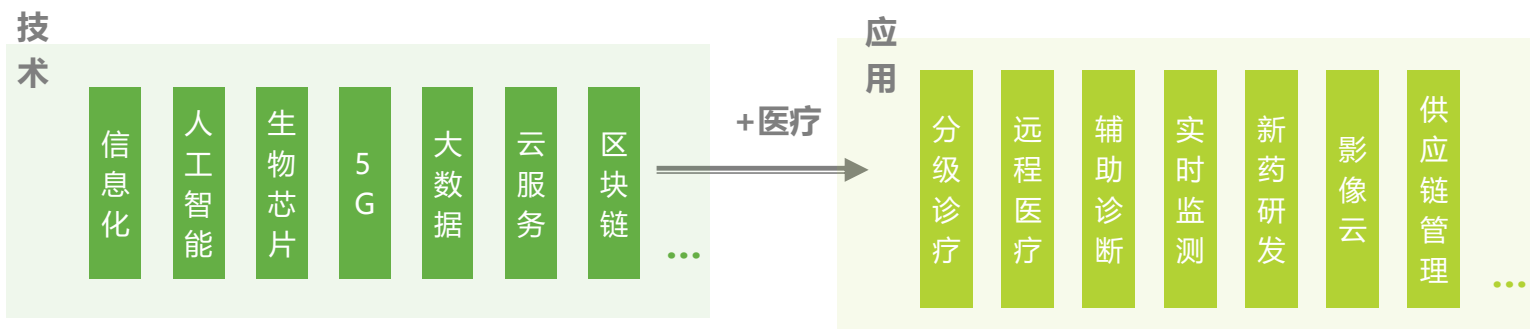 技术
信息化
人工智能
生物芯片
5G
大数据
云服务
区块链
...
+医疗
应用
分级诊疗
远程医疗
辅助诊断
实时监测
新药研发
影像云
供应链管理
...